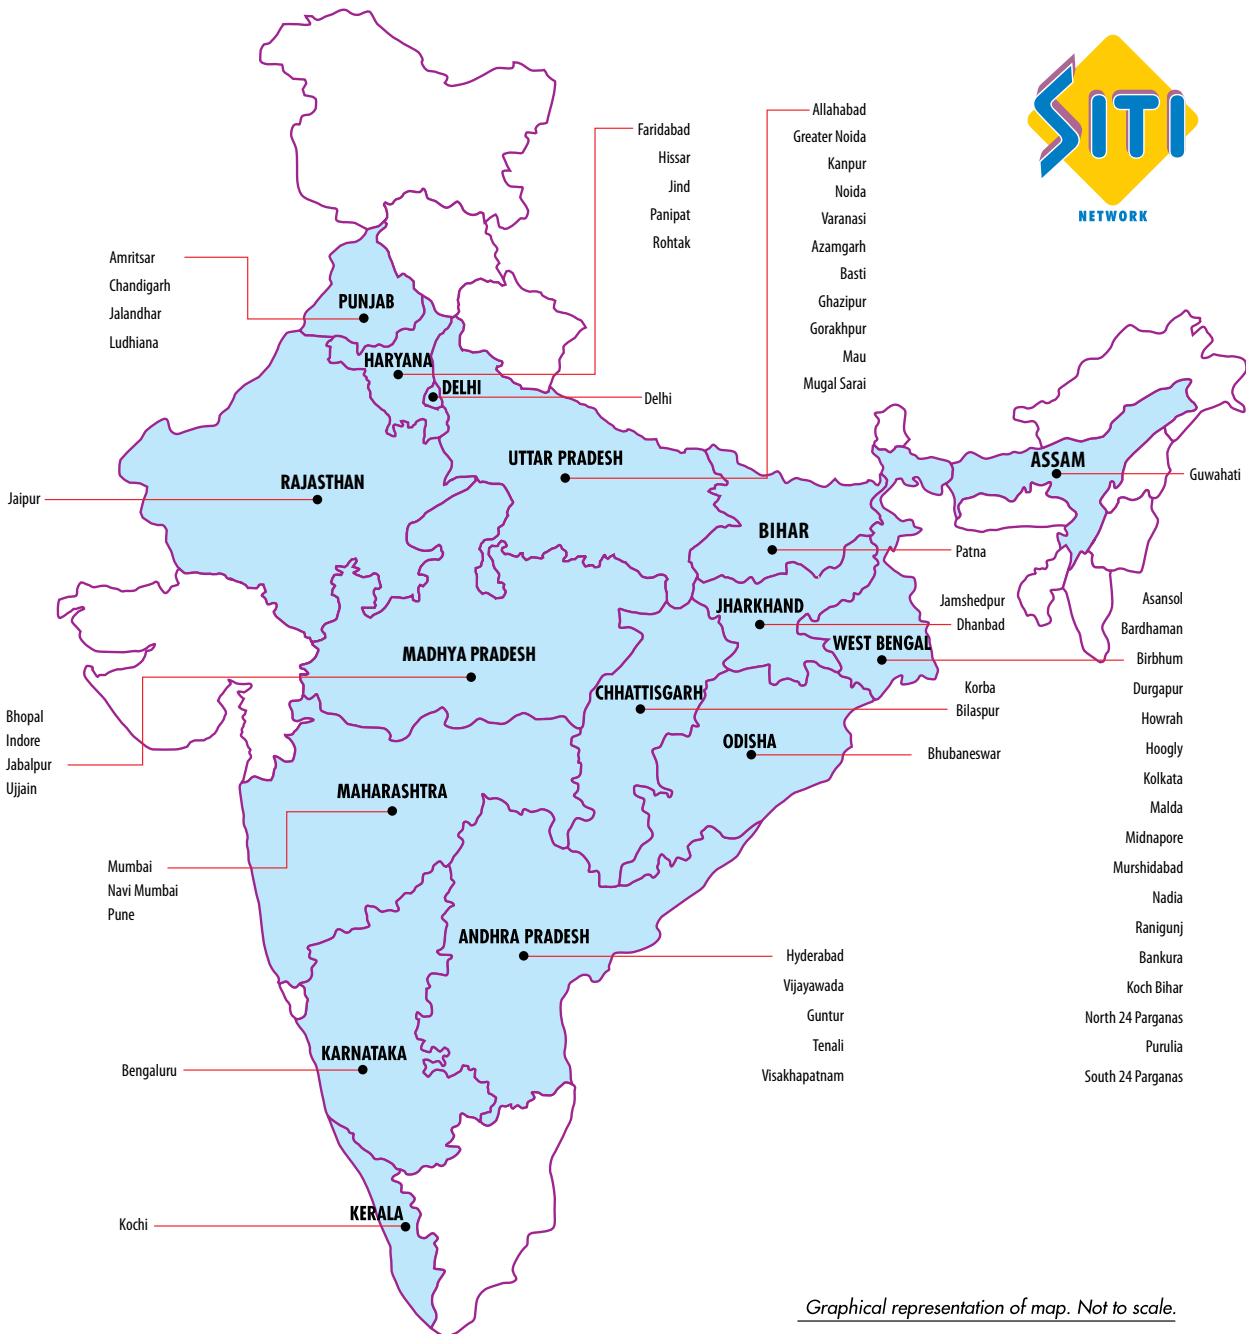 SITI
NETWORK
Allahabad
Greater Noida
Kanpur
Noida
Varanasi
Azamgarh
Basti
Ghazipur
Gorakhpur
Mau
Mugal Sarai
Faridabad
Hissar
Jind
Panipat
Rohtak
Amritsar
Chandigarh
Jalandhar
Ludhiana
PUNJAB
HARYANA
DELHI
Delhi
UTTAR PRADESH
RAJASTHAN
Jaipur
ASSAM
Guwahati
BIHAR
Patna
JHARKHAND
Jamshedpur
Dhanbad
WEST BENGAL
Asansol
Bardhaman
Birbhum
Durgapur
Howrah
Hoogly
Kolkata
Malda
Midnapore
Murshidabad
Nadia
Ranigunj
Bankura
Koch Bihar
North 24 Parganas
Purulia
South 24 Parganas
MADHYA PRADESH
Bhopal
Indore
Jabalpur
Ujjain
CHHATTISGARH
Korba
Bilaspur
ODISHA
Bhubaneswar
MAHARASHTRA
Mumbai
Navi Mumbai
Pune
ANDHRA PRADESH
Hyderabad
Vijayawada
Guntur
Tenali
Visakhapatnam
KARNATAKA
Bengaluru
KERALA
Kochi
Graphical representation of map. Not to scale.